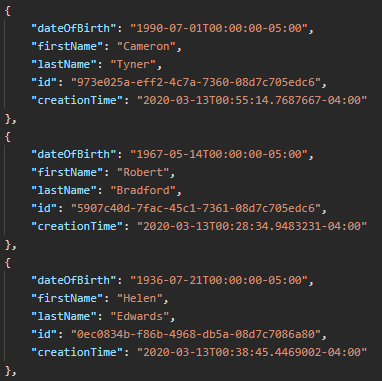 {
"dateOfBirth": "1990-07-01T00:00:00-05:00",
"firstName": "Cameron",
"lastName": "Tyner",
"id": "973e025a-eff2-4c7a-7360-08d7c705edc6",
"creationTime": "2020-03-13T00:55:14.7687667-04:00"
},
{
"dateOfBirth": "1967-05-14T00:00:00-05:00",
"firstName": "Robert",
"lastName": "Bradford",
"id": "5907c40d-7fac-45c1-7361-08d7c705edc6",
"creationTime": "2020-03-13T00:28:34.9483231-04:00"
},
{
"dateOfBirth": "1936-07-21T00:00:00-05:00",
"firstName": "Helen",
"lastName": "Edwards",
"id": "0ec0834b-f86b-4968-db5a-08d7c7086a80",
"creationTime": "2020-03-13T00:38:45.4469002-04:00"
},